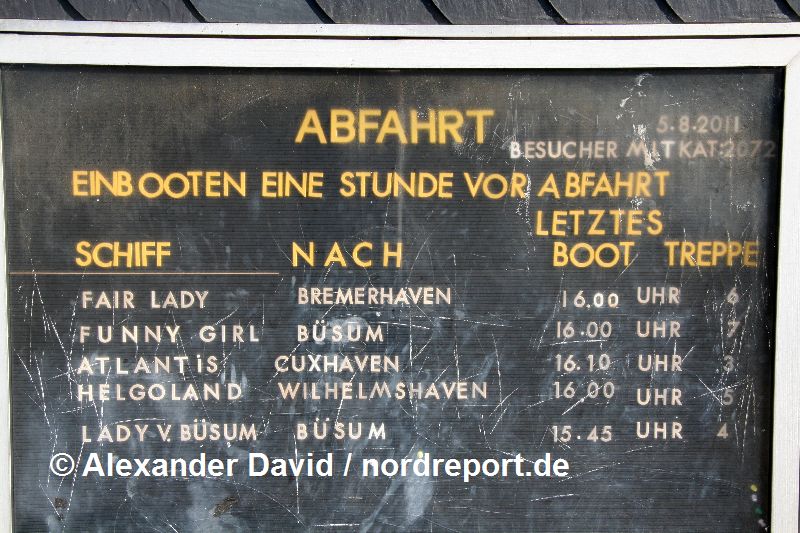 ABFAHRT
5.8.2011
BESUCHER MIT KAT:2072
EINBOOTEN EINE STUNDE VOR ABFAHRT
LETZTES
SCHIFF NACH BOOT TREPPE
FAIR LADY BREMERHAVEN 16.00 UHR 6
FUNNY GIRL BÜSUM 16.00 UHR 7
ATLANTiS CUXHAVEN 16.10 UHR 3
HELGOLAND WILHELMSHAVEN 16.00 UHR 5
LADY V. BÜSUM BÜSUM 15.45 UHR 4
© Alexander David / nordreport.de